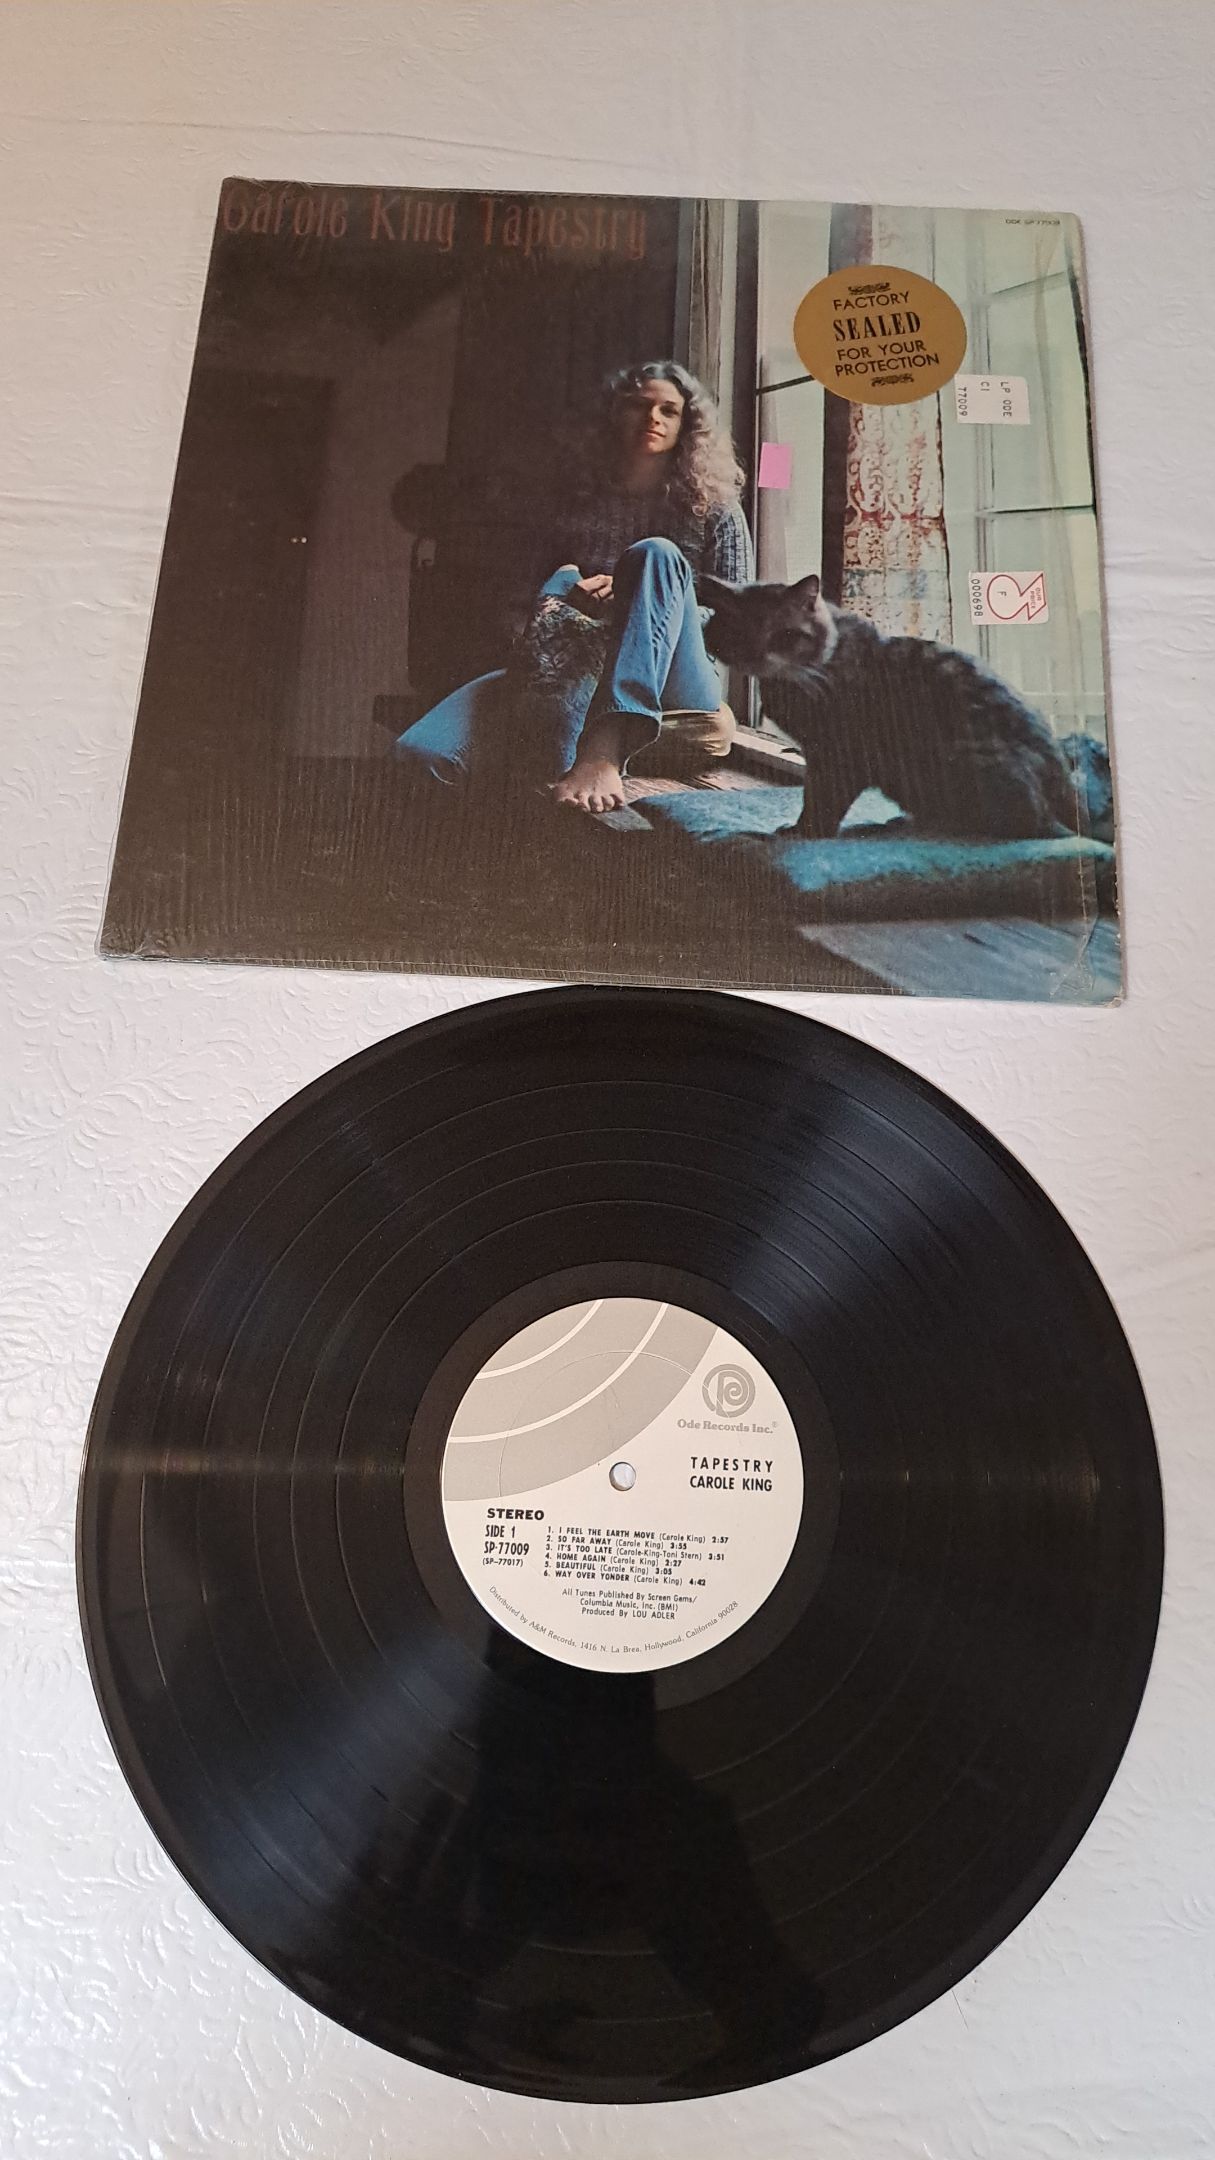 Carole King Tapestry
ODE SP 77009
FACTORY
SEALED
FOR YOUR
PROTECTION
LP ODE
CI
77009
OUR
PRICE
F
000698
Ode Records Inc.®
TAPESTRY
CAROLE KING
STEREO
SIDE 1
SP-77009
(SP-77017)
1. I FEEL THE EARTH MOVE (Carole King) 2:57
2. SO FAR AWAY (Carole King) 3:55
3. IT'S TOO LATE (Carole-King-Toni Stern) 3:51
4. HOME AGAIN (Carole King) 2:27
5. BEAUTIFUL (Carole King) 3:05
6. WAY OVER YONDER (Carole King) 4:42
All Tunes Published By Screen Gems/
Columbia Music, Inc. (BMI)
Produced By LOU ADLER
Distributed by A&M Records, 1416 N. La Brea, Hollywood, California 90028